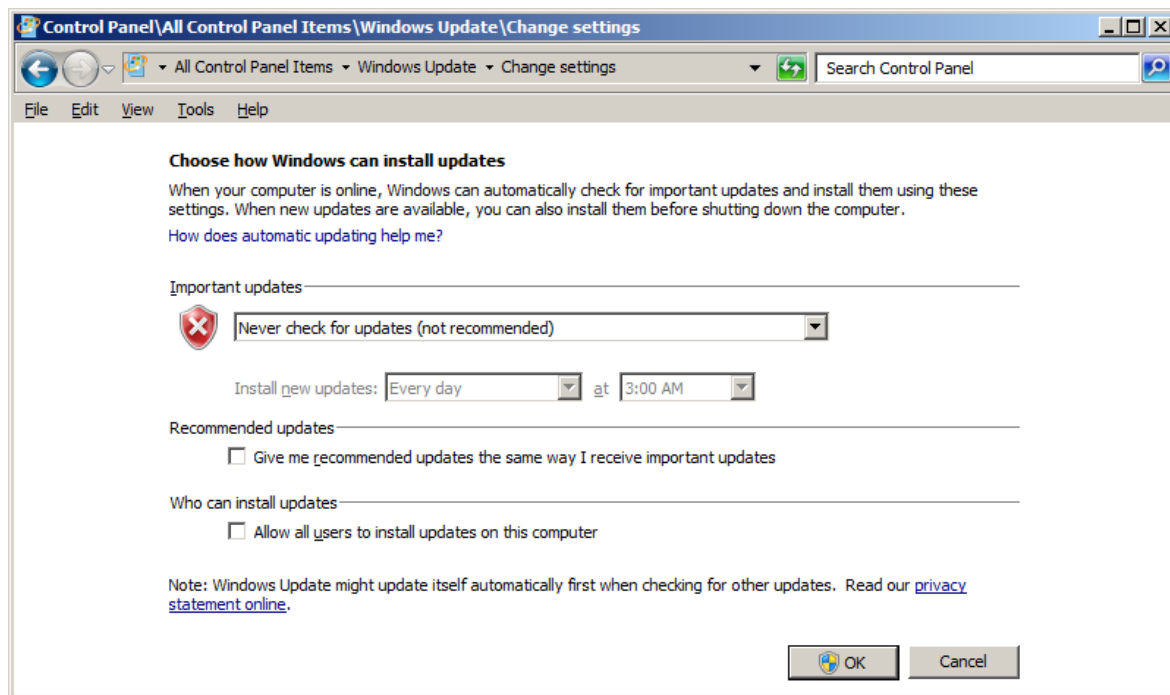 Control Panel\All Control Panel Items\Windows Update\Change settings
All Control Panel Items Windows Update Change settings Search Control Panel
File Edit View Tools Help
Choose how Windows can install updates
When your computer is online, Windows can automatically check for important updates and install them using these
settings. When new updates are available, you can also install them before shutting down the computer.
How does automatic updating help me?
Important updates
Never check for updates (not recommended)
Install new updates: Every day at 3:00 AM
Recommended updates
Give me recommended updates the same way I receive important updates
Who can install updates
Allow all users to install updates on this computer
Note: Windows Update might update itself automatically first when checking for other updates. Read our privacy
statement online.
OK Cancel